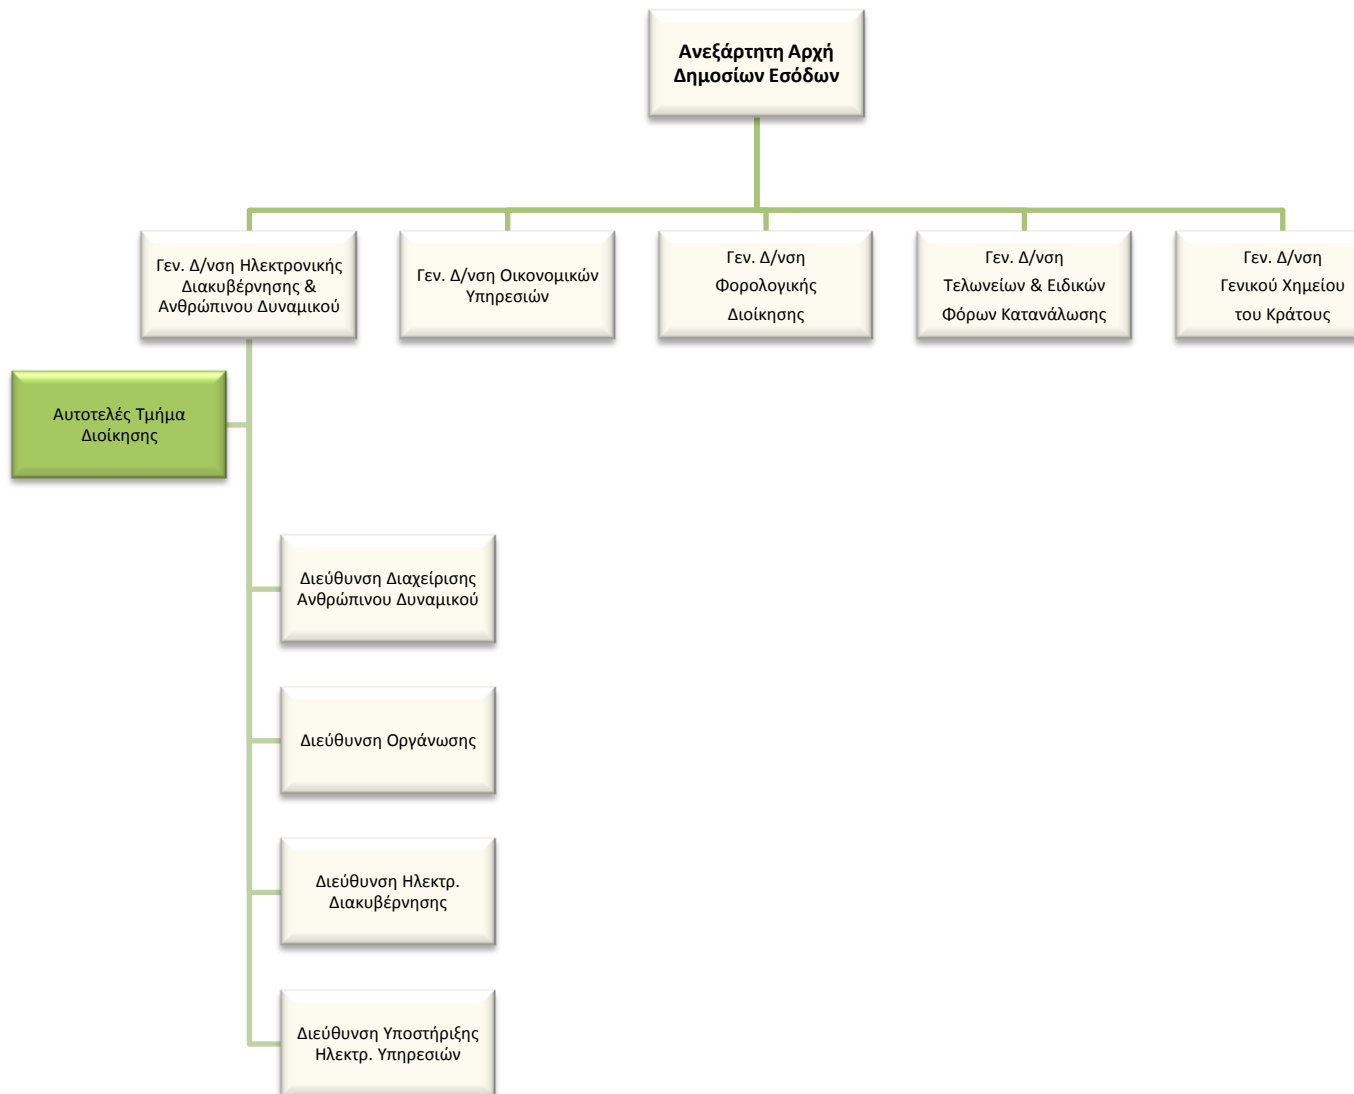 Ανεξάρτητη Αρχή
Δημοσίων Εσόδων
Γεν. Δ/νση Ηλεκτρονικής
Διακυβέρνησης &
Ανθρώπινου Δυναμικού
Γεν. Δ/νση Οικονομικών
Υπηρεσιών
Γεν. Δ/νση
Φορολογικής
Διοίκησης
Γεν. Δ/νση
Τελωνείων & Ειδικών
Φόρων Κατανάλωσης
Γεν. Δ/νση
Γενικού Χημείου
του Κράτους
Αυτοτελές Τμήμα
Διοίκησης
Διεύθυνση Διαχείρισης
Ανθρώπινου Δυναμικού
Διεύθυνση Οργάνωσης
Διεύθυνση Ηλεκτρ.
Διακυβέρνησης
Διεύθυνση Υποστήριξης
Ηλεκτρ. Υπηρεσιών